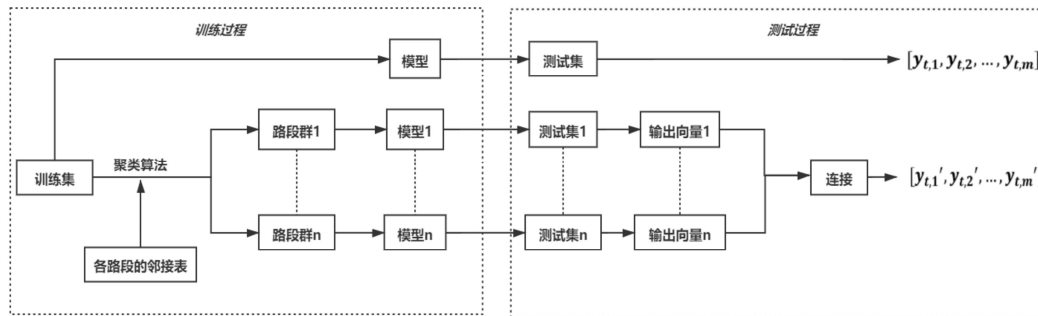 训练过程
测试过程
模型
测试集
[y_{t,1}, y_{t,2}, ..., y_{t,m}]
路段群1
模型1
测试集1
输出向量1
聚类算法
训练集
连接
[y_{t,1}', y_{t,2}', ..., y_{t,m}'
路段群n
模型n
测试集n
输出向量n
各路段的邻接表